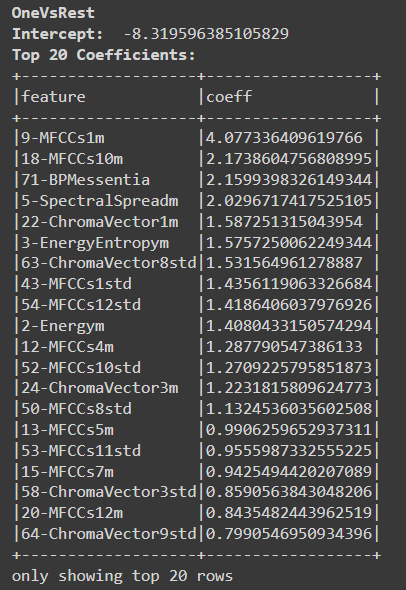 OneVsRest
Intercept:  -8.319596385105829
Top 20 Coefficients:
+------------------+------------------+
|feature           |coeff             |
+------------------+------------------+
|9-MFCCs1m         |4.077336409619766 |
|18-MFCCs10m       |2.1738604756808995|
|71-BPMessentia    |2.1599398326149344|
|5-SpectralSpreadm |2.0296717417525105|
|22-ChromaVector1m |1.587251315043954 |
|3-EnergyEntropym  |1.5757250062249344|
|63-ChromaVector8std|1.531564961278887 |
|43-MFCCs1std      |1.4356119063326684|
|54-MFCCs12std     |1.4186406037976926|
|2-Energym         |1.4080433150574294|
|12-MFCCs4m        |1.287790547386133 |
|52-MFCCs10std     |1.2709225795851873|
|24-ChromaVector3m |1.2231815809624773|
|50-MFCCs8std      |1.1324536035602508|
|13-MFCCs5m        |0.9906259652937311|
|53-MFCCs11std     |0.9555987332555225|
|15-MFCCs7m        |0.9425494420207089|
|58-ChromaVector3std|0.8590563843048206|
|20-MFCCs12m       |0.8435482443962519|
|64-ChromaVector9std|0.7990546950934396|
+------------------+------------------+
only showing top 20 rows